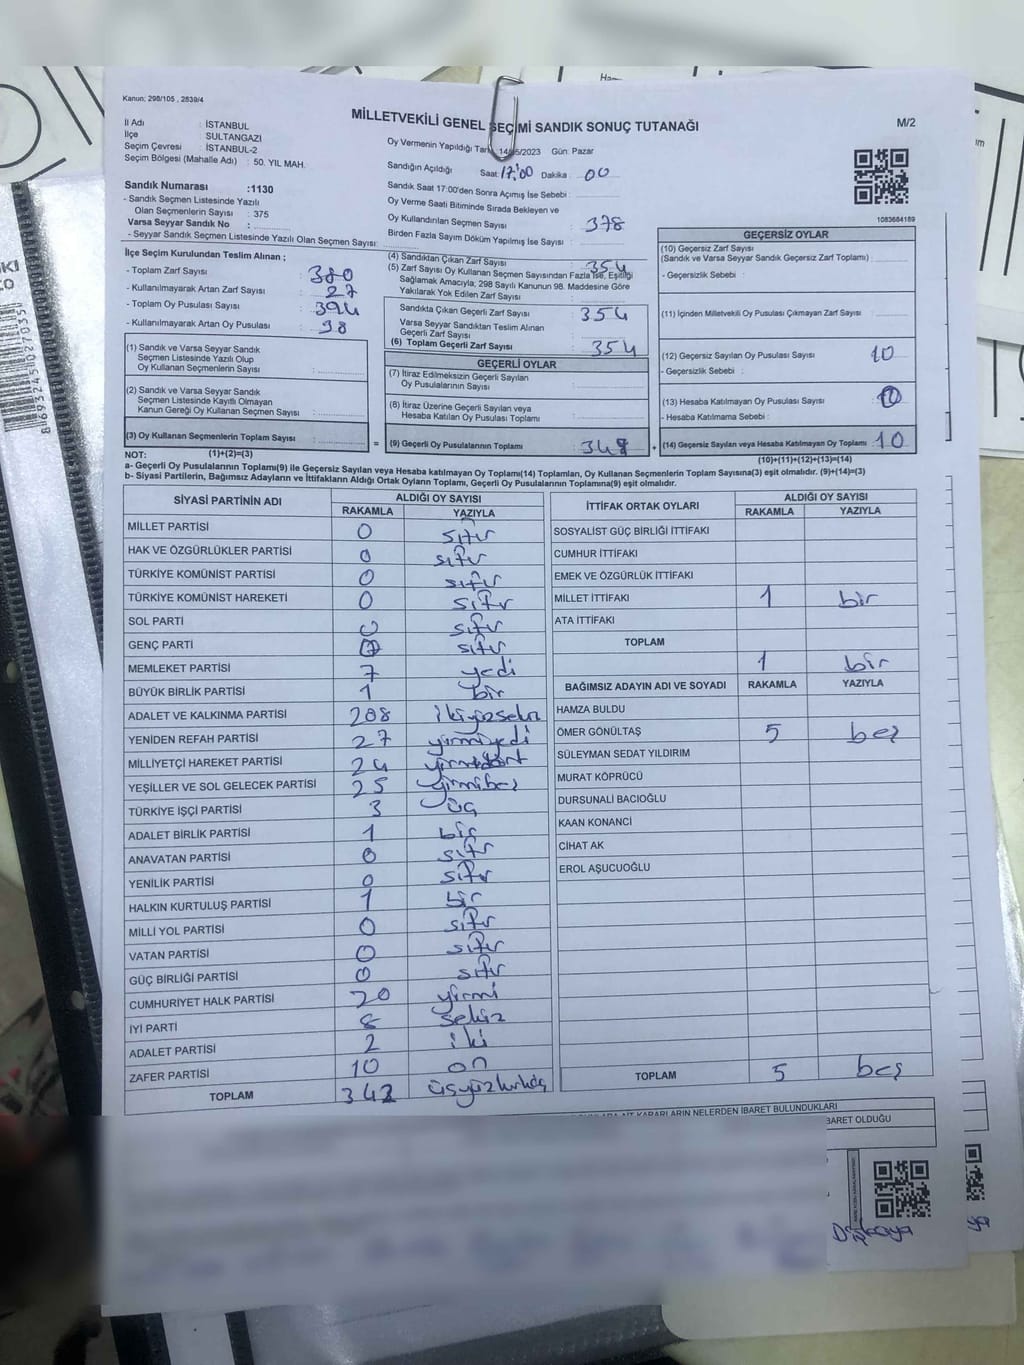 Kanun; 298/105 , 2839/4
MİLLETVEKİLİ GENEL SEÇİMİ SANDIK SONUÇ TUTANAĞI
M/2
İl Adı : İSTANBUL
İlçe : SULTANGAZI
Seçim Çevresi : İSTANBUL-2
Seçim Bölgesi (Mahalle Adı) : 50. YIL MAH.
Sandık Numarası :1130
- Sandık Seçmen Listesinde Yazılı
Olan Seçmenlerin Sayısı : 375
Varsa Seyyar Sandık No :
- Seyyar Sandık Seçmen Listesinde Yazılı Olan Seçmen Sayısı:
Oy Vermenin Yapıldığı Tarih 14/05/2023 Gün: Pazar
Sandığın Açıldığı Saat 17:00 Dakika : 00
Sandık Saat 17:00'den Sonra Açımış İse Sebebi :
Oy Verme Saati Bitiminde Sırada Bekleyen ve
Oy Kullandırılan Seçmen Sayısı : 378
Birden Fazla Sayım Döküm Yapılmış İse Sayısı :
1083684189
İlçe Seçim Kurulundan Teslim Alınan ;
- Toplam Zarf Sayısı : 380
- Kullanılmayarak Artan Zarf Sayısı : 27
- Toplam Oy Pusulası Sayısı : 394
- Kullanılmayarak Artan Oy Pusulası : 38
(1) Sandık ve Varsa Seyyar Sandık
Seçmen Listesinde Yazılı Olup
Oy Kullanan Seçmenlerin Sayısı :
(2) Sandık ve Varsa Seyyar Sandık
Seçmen Listesinde Kayıtlı Olmayan
Kanun Gereği Oy Kullanan Seçmen Sayısı :
(3) Oy Kullanan Seçmenlerin Toplam Sayısı :
(1)+(2)=(3)
(4) Sandıktan Çıkan Zarf Sayısı : 354
(5) Zarf Sayısı Oy Kullanan Seçmen Sayısından Fazla İse, Eşitliği
Sağlamak Amacıyla, 298 Sayılı Kanunun 98. Maddesine Göre
Yakılarak Yok Edilen Zarf Sayısı :
Sandıkta Çıkan Geçerli Zarf Sayısı : 354
Varsa Seyyar Sandıktan Teslim Alınan
Geçerli Zarf Sayısı :
(6) Toplam Geçerli Zarf Sayısı : 354
GEÇERLİ OYLAR
(7) İtiraz Edilmeksizin Geçerli Sayılan
Oy Pusulalarının Sayısı :
(8) İtiraz Üzerine Geçerli Sayılan veya
Hesaba Katılan Oy Pusulası Toplamı :
= (9) Geçerli Oy Pusulalarının Toplamı :
GEÇERSİZ OYLAR
(10) Geçersiz Zarf Sayısı
(Sandık ve Varsa Seyyar Sandık Geçersiz Zarf Toplamı) :
- Geçersizlik Sebebi :
(11) İçinden Milletvekili Oy Pusulası Çıkmayan Zarf Sayısı :
(12) Geçersiz Sayılan Oy Pusulası Sayısı : 10
- Geçersizlik Sebebi :
(13) Hesaba Katılmayan Oy Pusulası Sayısı :
- Hesaba Katılmama Sebebi :
+ (14) Geçersiz Sayılan veya Hesaba Katılmayan Oy Toplamı : 10
(10)+(11)+(12)+(13)=(14)
NOT:
a- Geçerli Oy Pusulalarının Toplamı(9) ile Geçersiz Sayılan veya Hesaba katılmayan Oy Toplamı(14) Toplamları, Oy Kullanan Seçmenlerin Toplam Sayısına(3) eşit olmalıdır. (9)+(14)=(3)
b- Siyasi Partilerin, Bağımsız Adayların ve İttifakların Aldığı Ortak Oyların Toplamı, Geçerli Oy Pusulalarının Toplamına(9) eşit olmalıdır.
SİYASİ PARTİNİN ADI ALDIĞI OY SAYISI
RAKAMLA YAZIYLA
MİLLET PARTİSİ 0 sıfır
HAK VE ÖZGÜRLÜKLER PARTİSİ 0 sıfır
TÜRKİYE KOMÜNİST PARTİSİ 0 sıfır
TÜRKİYE KOMÜNİST HAREKETİ 0 sıfır
SOL PARTİ 0 sıfır
GENÇ PARTİ sıfır
MEMLEKET PARTİSİ 7 yedi
BÜYÜK BİRLİK PARTİSİ 1 bir
ADALET VE KALKINMA PARTİSİ 208
YENİDEN REFAH PARTİSİ 27 yirmiyedi
MİLLİYETÇİ HAREKET PARTİSİ 24 yirmidört
YEŞİLLER VE SOL GELECEK PARTİSİ 25 yirmibeş
TÜRKİYE İŞÇİ PARTİSİ 3 üç
ADALET BİRLİK PARTİSİ 1 bir
ANAVATAN PARTİSİ 0 sıfır
YENİLİK PARTİSİ 0 sıfır
HALKIN KURTULUŞ PARTİSİ 1 bir
MİLLİ YOL PARTİSİ 0 sıfır
VATAN PARTİSİ 0 sıfır
GÜÇ BİRLİĞİ PARTİSİ 0 sıfır
CUMHURİYET HALK PARTİSİ 20 yirmi
İYİ PARTİ 8 sekiz
ADALET PARTİSİ 2 iki
ZAFER PARTİSİ 10 on
TOPLAM 342
İTTİFAK ORTAK OYLARI ALDIĞI OY SAYISI
RAKAMLA YAZIYLA
SOSYALİST GÜÇ BİRLİĞİ İTTİFAKI
CUMHUR İTTİFAKI
EMEK VE ÖZGÜRLÜK İTTİFAKI
MİLLET İTTİFAKI 1 bir
ATA İTTİFAKI
TOPLAM 1 bir
BAĞIMSIZ ADAYIN ADI VE SOYADI RAKAMLA YAZIYLA
HAMZA BULDU
ÖMER GÖNÜLTAŞ 5 beş
SÜLEYMAN SEDAT YILDIRIM
MURAT KÖPRÜCÜ
DURSUNALİ BACIOĞLU
KAAN KONANCİ
CİHAT AK
EROL AŞUCUOĞLU
TOPLAM 5 beş
KARARLARIN NELERDEN İBARET BULUNDUKLARI
İBARET OLDUĞU